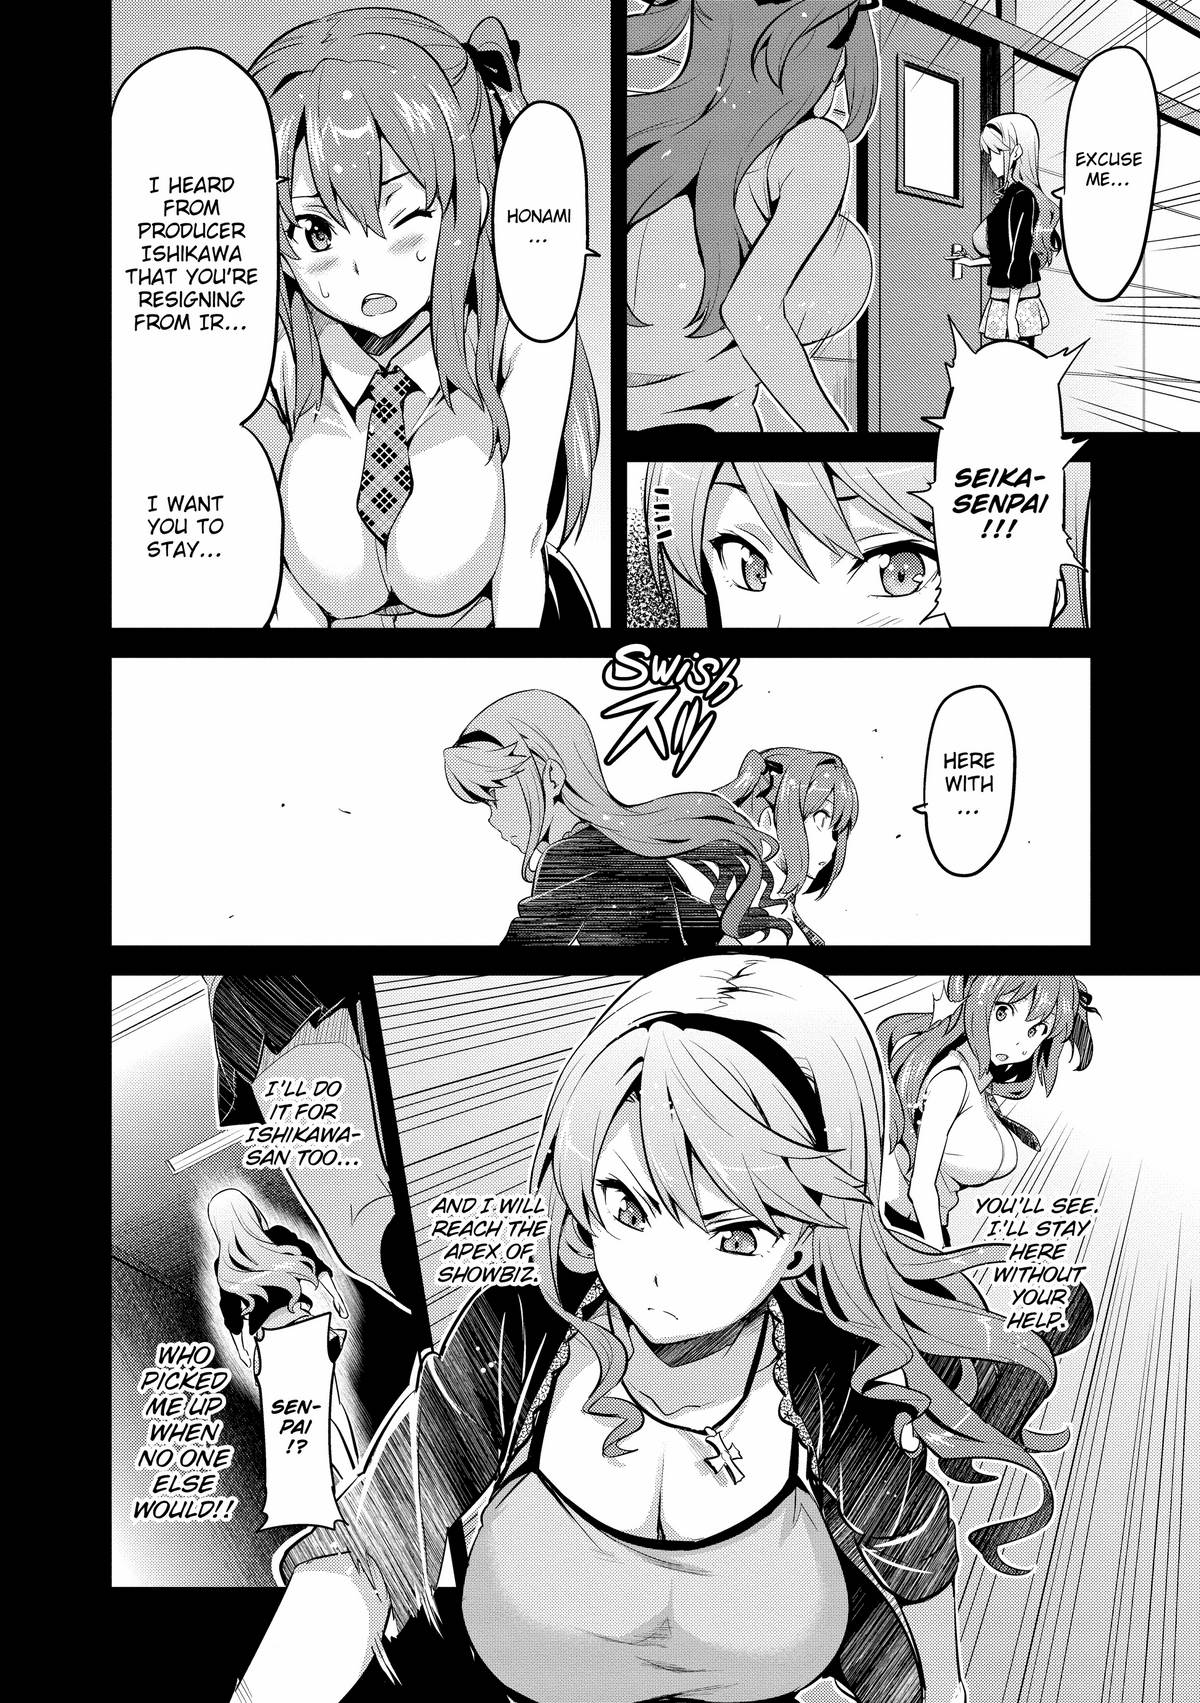 EXCUSE
ME...
SEIKA-
SENPAI
!!!
HONAMI
...
I HEARD
FROM
PRODUCER
ISHIKAWA
THAT YOU'RE
RESIGNING
FROM IR...
I WANT
YOU TO
STAY...
HERE
WITH
...
Swish
スッ
YOU'LL SEE.
I'LL STAY
HERE
WITHOUT
YOUR
HELP.
AND I WILL
REACH THE
APEX OF
SHOWBIZ.
I'LL DO
IT FOR
ISHIKAWA-
SAN TOO...
SEN-
PAI
!?
WHO
PICKED
ME UP
WHEN
NO ONE
ELSE
WOULD!!